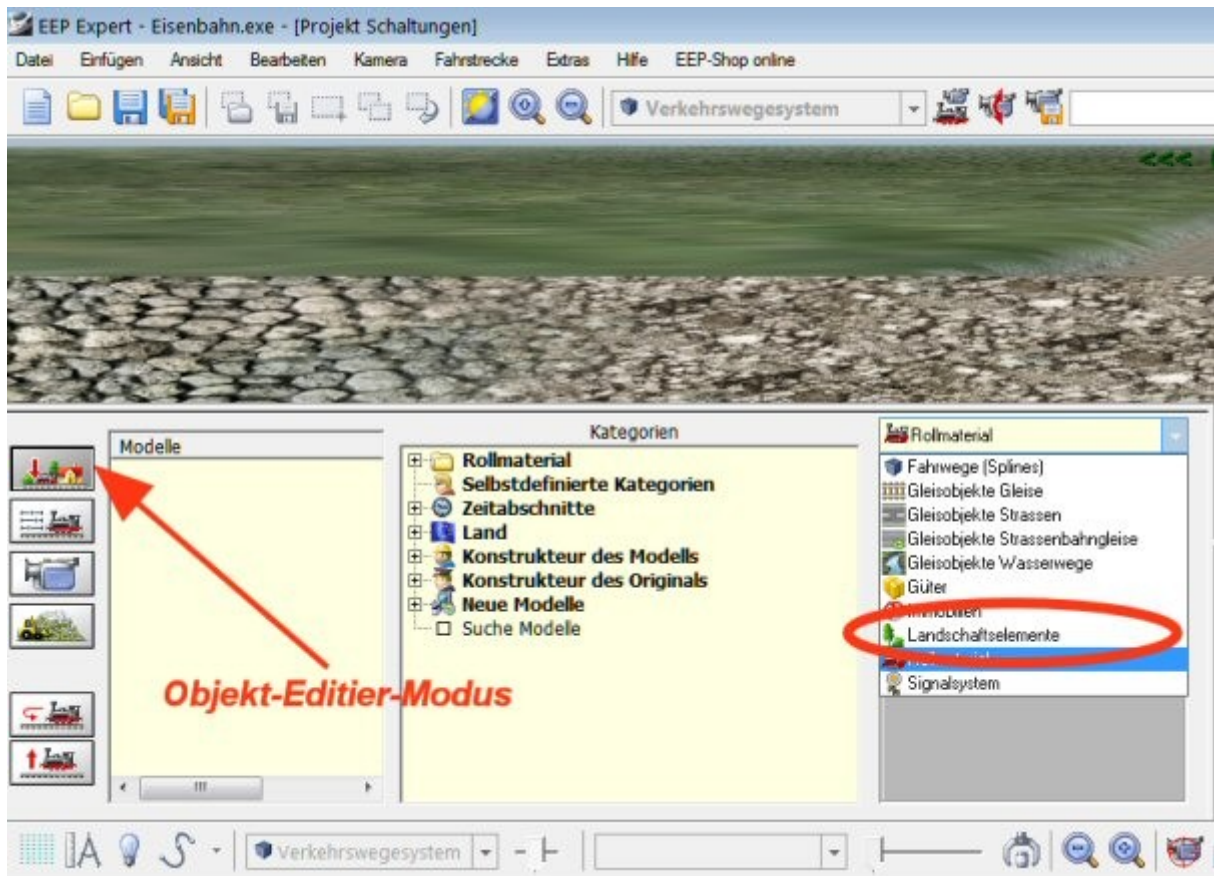 EEP Expert - Eisenbahn.exe - [Projekt Schaltungen]
Datei Einfügen Ansicht Bearbeiten Kamera Fahrstrecke Extras Hilfe EEP-Shop online
Verkehrswegesystem
<<<
Modelle
Kategorien
Rollmaterial
Selbstdefinierte Kategorien
Zeitabschnitte
Land
Konstrukteur des Modells
Konstrukteur des Originals
Neue Modelle
Suche Modelle
Rollmaterial
Fahrwege (Splines)
Gleisobjekte Gleise
Gleisobjekte Strassen
Gleisobjekte Strassenbahngleise
Gleisobjekte Wasserwege
Güter
Immobilien
Landschaftselemente
Signalsystem
Objekt-Editier-Modus
Verkehrswegesystem